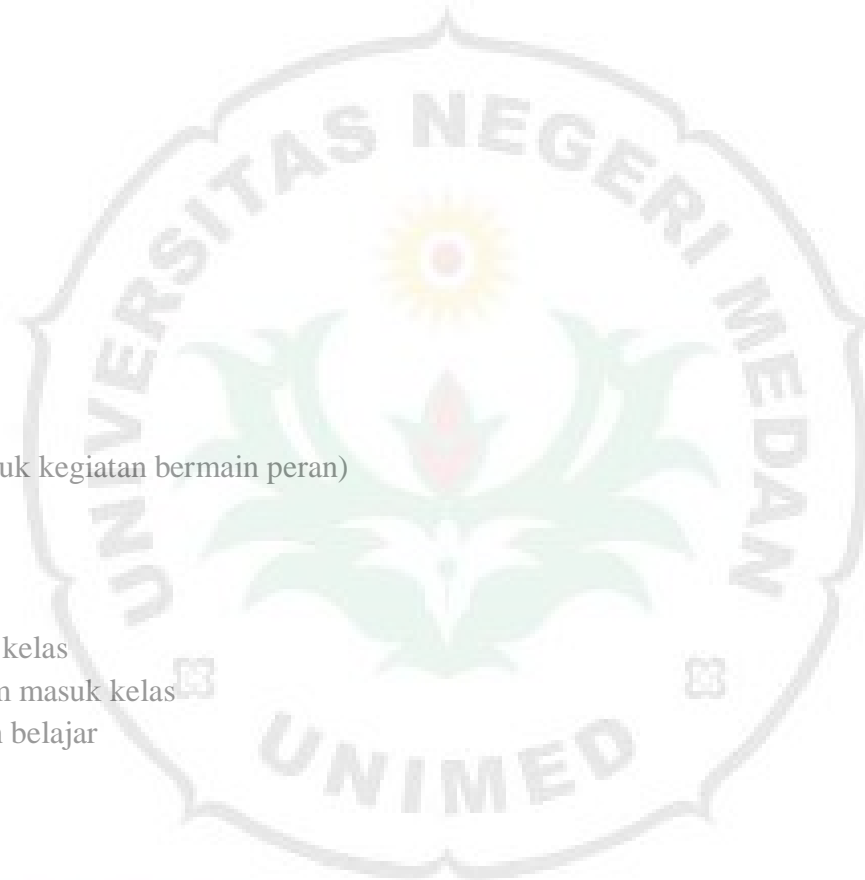 UNIVERSITAS NEGERI MEDAN
uk kegiatan bermain peran)
kelas
masuk kelas
belajar
UNIMED